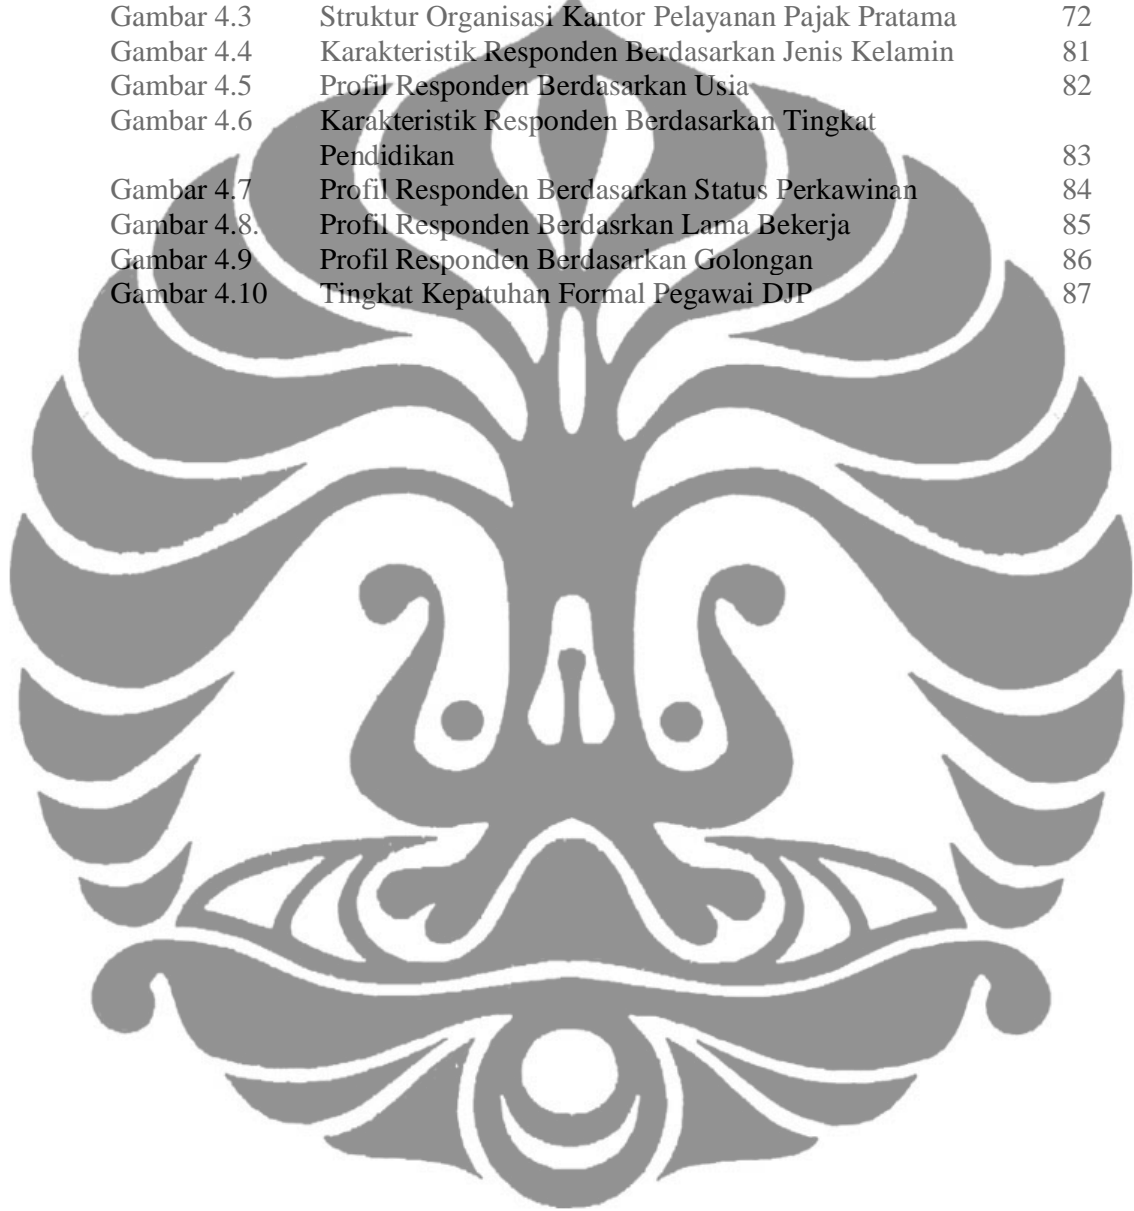 Gambar 4.3 Struktur Organisasi Kantor Pelayanan Pajak Pratama 72
Gambar 4.4 Karakteristik Responden Berdasarkan Jenis Kelamin 81
Gambar 4.5 Profil Responden Berdasarkan Usia 82
Gambar 4.6 Karakteristik Responden Berdasarkan Tingkat
Pendidikan 83
Gambar 4.7 Profil Responden Berdasarkan Status Perkawinan 84
Gambar 4.8. Profil Responden Berdasrkan Lama Bekerja 85
Gambar 4.9 Profil Responden Berdasarkan Golongan 86
Gambar 4.10 Tingkat Kepatuhan Formal Pegawai DJP 87